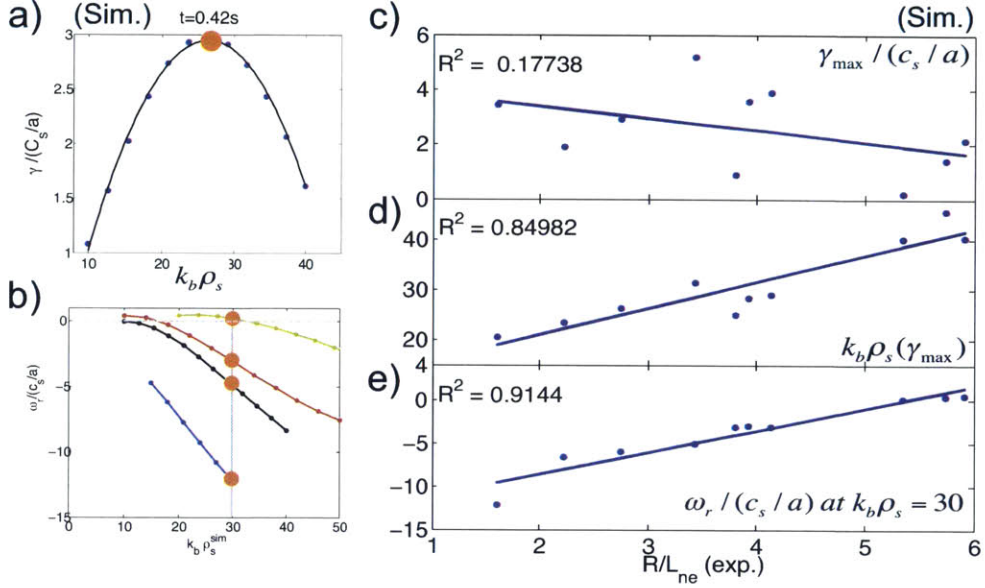 a) (Sim.) t=0.42s
3
2.5
2
1.5
1
γ/(C_s/a)
10 20 30 40
k_b ρ_s
b)
0
−5
−10
−15
ω_r/(c_s/a)
0 10 20 30 40 50
k_b ρ_s^sim
c) (Sim.)
R² = 0.17738 γ_max / (c_s / a)
6
4
2
0
d)
R² = 0.84982
40
30
20
4
k_b ρ_s (γ_max)
e)
R² = 0.9144
0
−5
−10
−15
ω_r / (c_s / a) at k_b ρ_s = 30
1 2 3 4 5 6
R/L_ne (exp.)